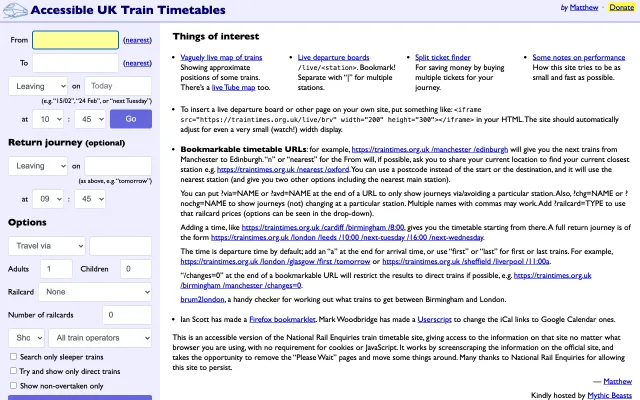 Accessible UK Train Timetables
by Matthew · Donate
From (nearest)
To (nearest)
Leaving on Today
(e.g. "15/02", "24 Feb", or "next Tuesday")
at 10 : 45 Go
Return journey (optional)
Leaving on
(as above, e.g. "tomorrow")
at 09 : 45
Options
Travel via
Adults 1 Children 0
Railcard None
Number of railcards 0
Sho All train operators
Search only sleeper trains
Try and show only direct trains
Show non-overtaken only
Things of interest
• Vaguely live map of trains
Showing approximate
positions of some trains.
There's a live Tube map too.
• Live departure boards
/live/<station>. Bookmark!
Separate with "|" for multiple
stations.
• Split ticket finder
For saving money by buying
multiple tickets for your
journey.
• Some notes on performance
How this site tries to be as
small and fast as possible.
• To insert a live departure board or other page on your own site, put something like: <iframe
src="https://traintimes.org.uk/live/brv" width="200" height="300"></iframe> in your HTML. The site should automatically
adjust for even a very small (watch!) width display.
• Bookmarkable timetable URLs: for example, https://traintimes.org.uk /manchester /edinburgh will give you the next trains from
Manchester to Edinburgh. "n" or "nearest" for the From will, if possible, ask you to share your location to find your current closest
station e.g. https://traintimes.org.uk /nearest /oxford. You can use a postcode instead of the start or the destination, and it will use the
nearest station (and give you two other options including the nearest main station).
You can put ?via=NAME or ?avd=NAME at the end of a URL to only show journeys via/avoiding a particular station. Also, ?chg=NAME or ?
nochg=NAME to show journeys (not) changing at a particular station. Multiple names with commas may work. Add ?railcard=TYPE to use
that railcard prices (options can be seen in the drop-down).
Adding a time, like https://traintimes.org.uk /cardiff /birmingham /8:00, gives you the timetable starting from there. A full return journey is of
the form https://traintimes.org.uk /london /leeds /10:00 /next-tuesday /16:00 /next-wednesday.
The time is departure time by default; add an "a" at the end for arrival time, or use "first" or "last" for first or last trains. For example,
https://traintimes.org.uk /london /glasgow /first /tomorrow or https://traintimes.org.uk /sheffield /liverpool /11:00a.
"/changes=0" at the end of a bookmarkable URL will restrict the results to direct trains if possible, e.g. https://traintimes.org.uk
/birmingham /manchester /changes=0.
brum2london, a handy checker for working out what trains to get between Birmingham and London.
• Ian Scott has made a Firefox bookmarklet. Mark Woodbridge has made a Userscript to change the iCal links to Google Calendar ones.
This is an accessible version of the National Rail Enquiries train timetable site, giving access to the information on that site no matter
what browser you are using, with no requirement for cookies or JavaScript. It works by screenscraping the information on the official site, and
takes the opportunity to remove the "Please Wait" pages and move some things around. Many thanks to National Rail Enquiries for allowing
this site to persist.
— Matthew
Kindly hosted by Mythic Beasts